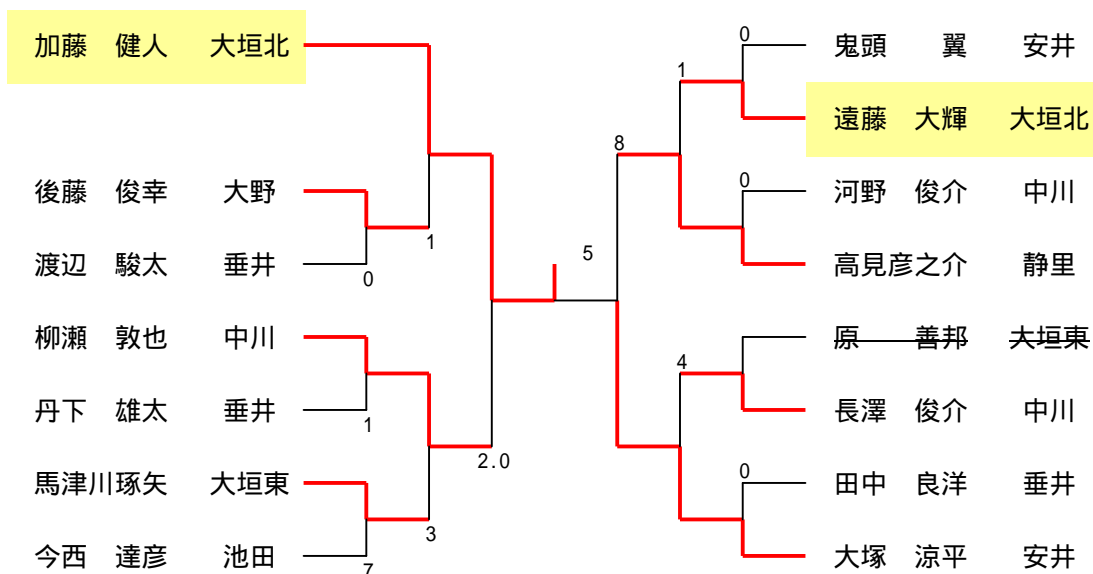 加藤 健人 大垣北
後藤 俊幸 大野
渡辺 駿太 垂井
柳瀬 敦也 中川
丹下 雄太 垂井
馬津川琢矢 大垣東
今西 達彦 池田
1
0
1
2.0
3
7
5
0
1
8
0
4
0
鬼頭 翼 安井
遠藤 大輝 大垣北
河野 俊介 中川
高見彦之介 静里
原 善邦 大垣東
長澤 俊介 中川
田中 良洋 垂井
大塚 涼平 安井